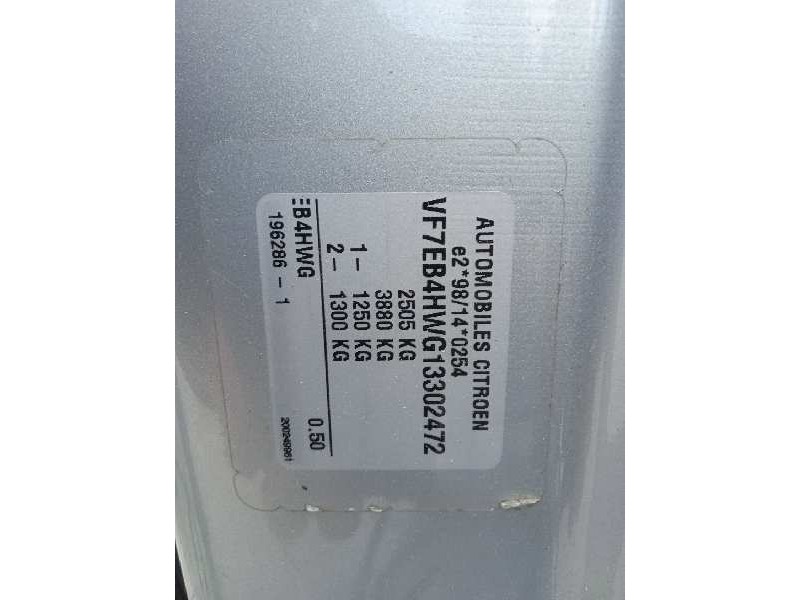 AUTOMOBILES CITROEN
e2*98/14*0254
VF7EB4HWG13302472
2505 KG
3880 KG
1– 1250 KG
2– 1300 KG
EB4HWG 0.50
196286 – 1